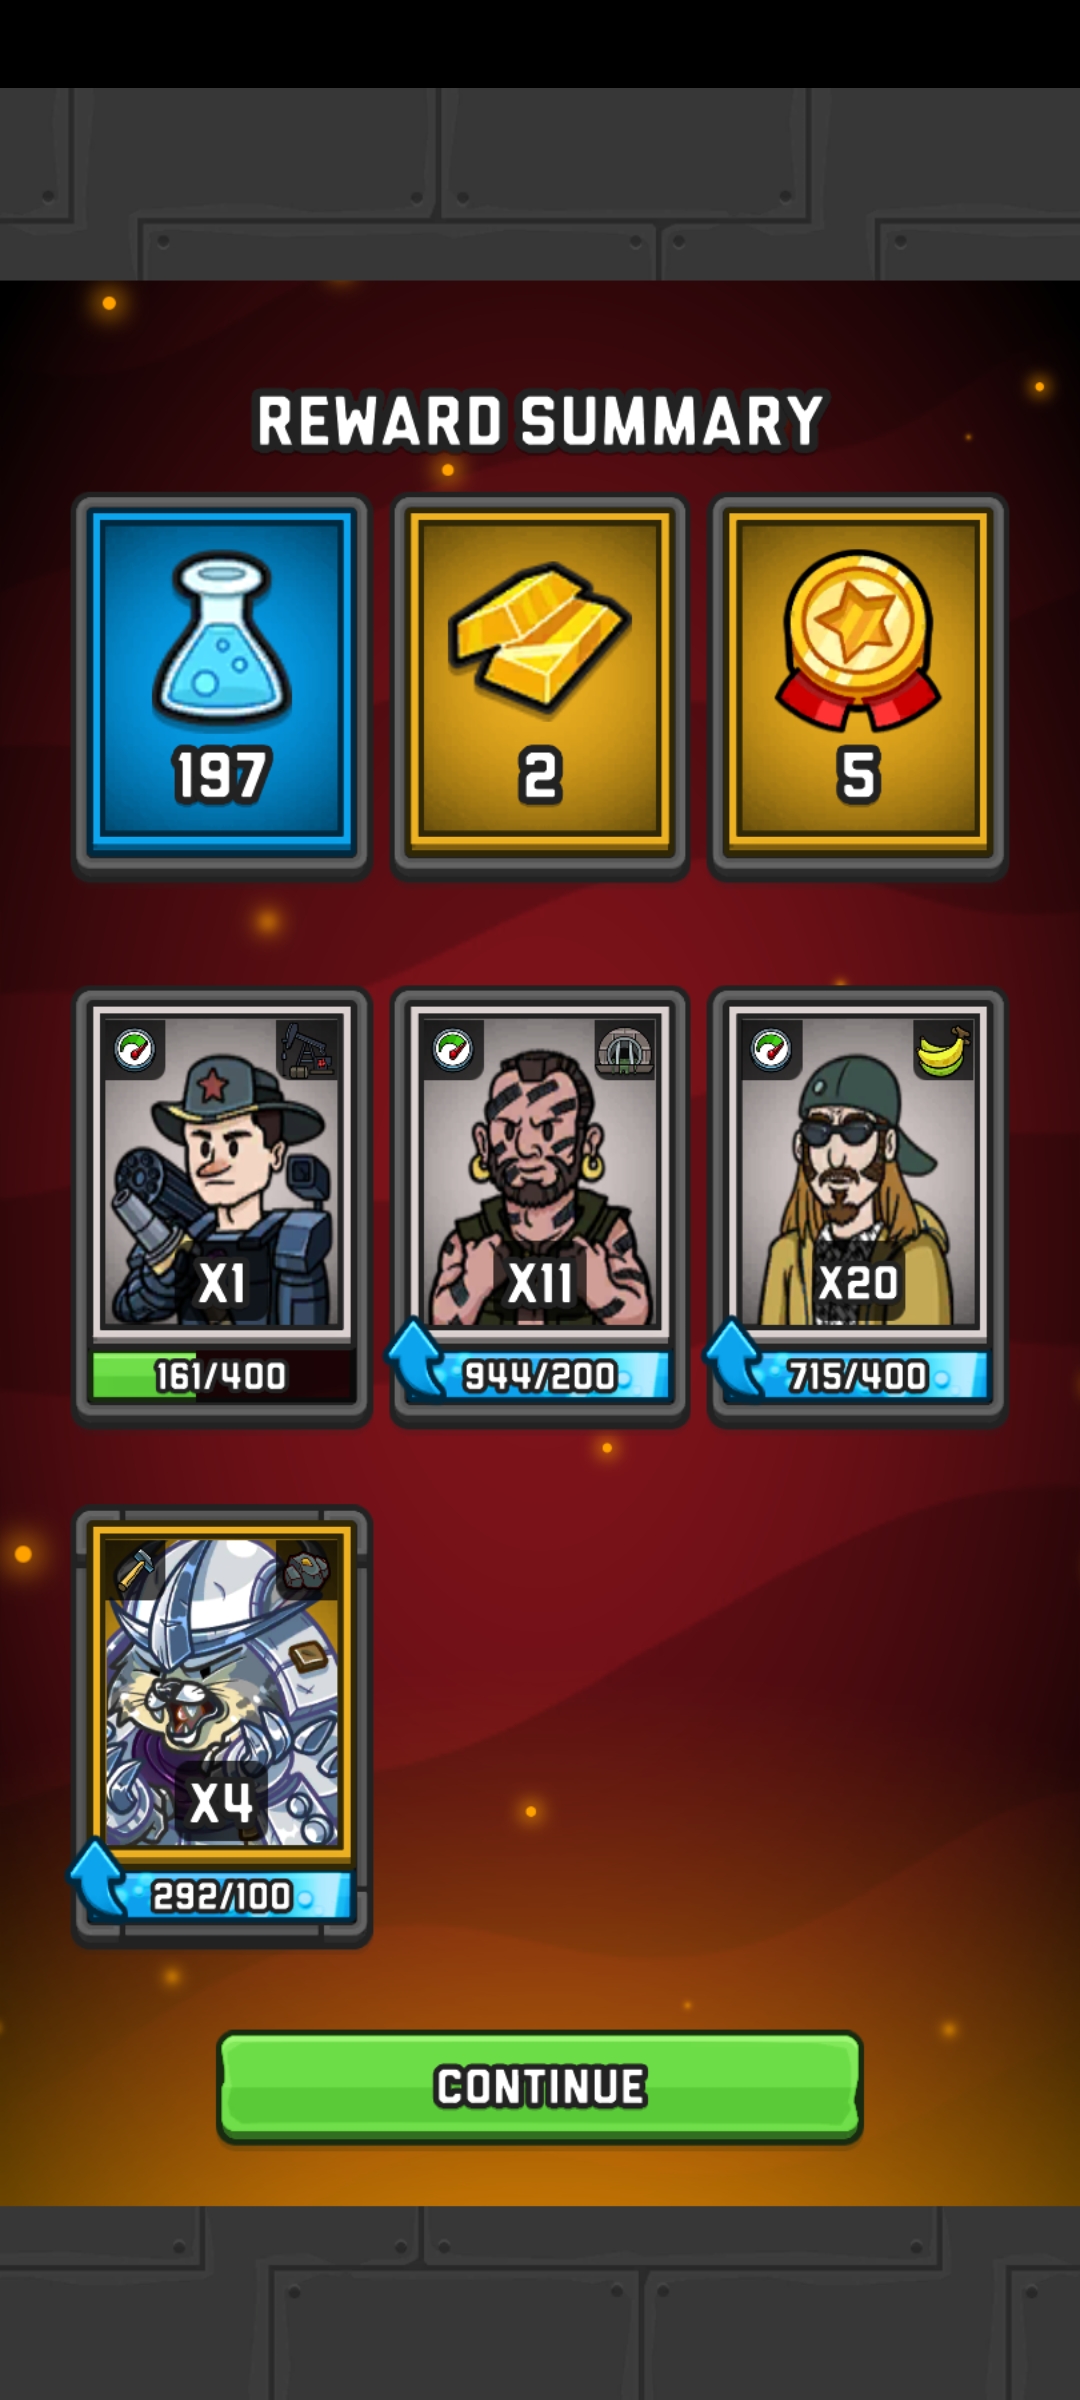 REWARD SUMMARY
197
2
5
X1
X11
X20
161/400
944/200
715/400
X4
292/100
CONTINUE